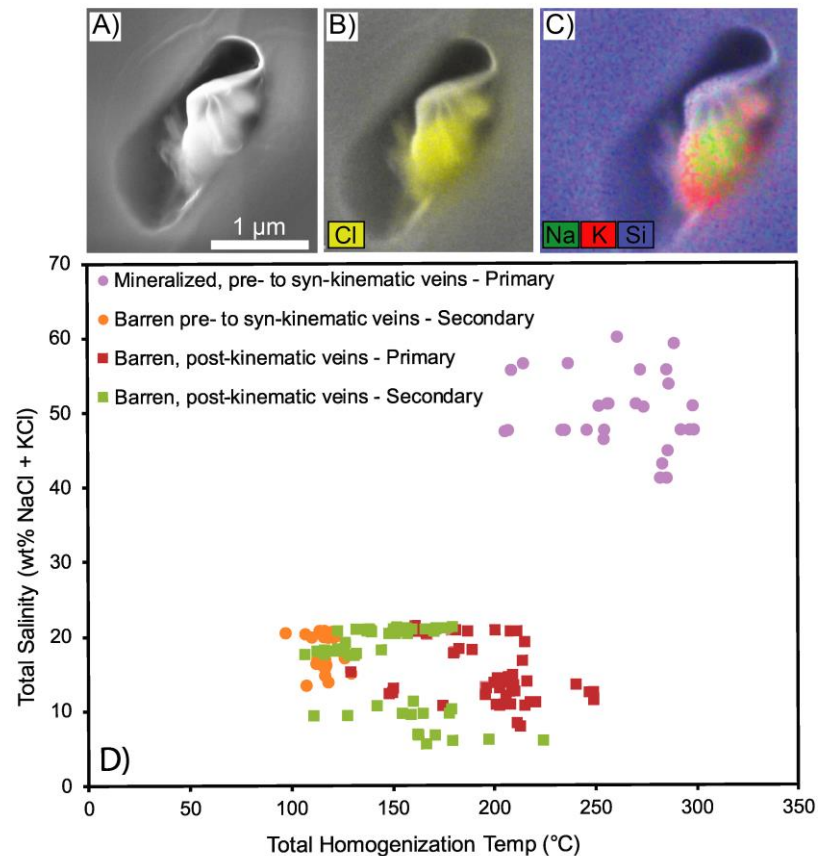 A)
B)
C)
1 µm
Cl
Na K Si
70
60
50
40
30
20
10
0
Total Salinity (wt% NaCl + KCl)
Mineralized, pre- to syn-kinematic veins - Primary
Barren pre- to syn-kinematic veins - Secondary
Barren, post-kinematic veins - Primary
Barren, post-kinematic veins - Secondary
D)
0 50 100 150 200 250 300 350
Total Homogenization Temp (°C)